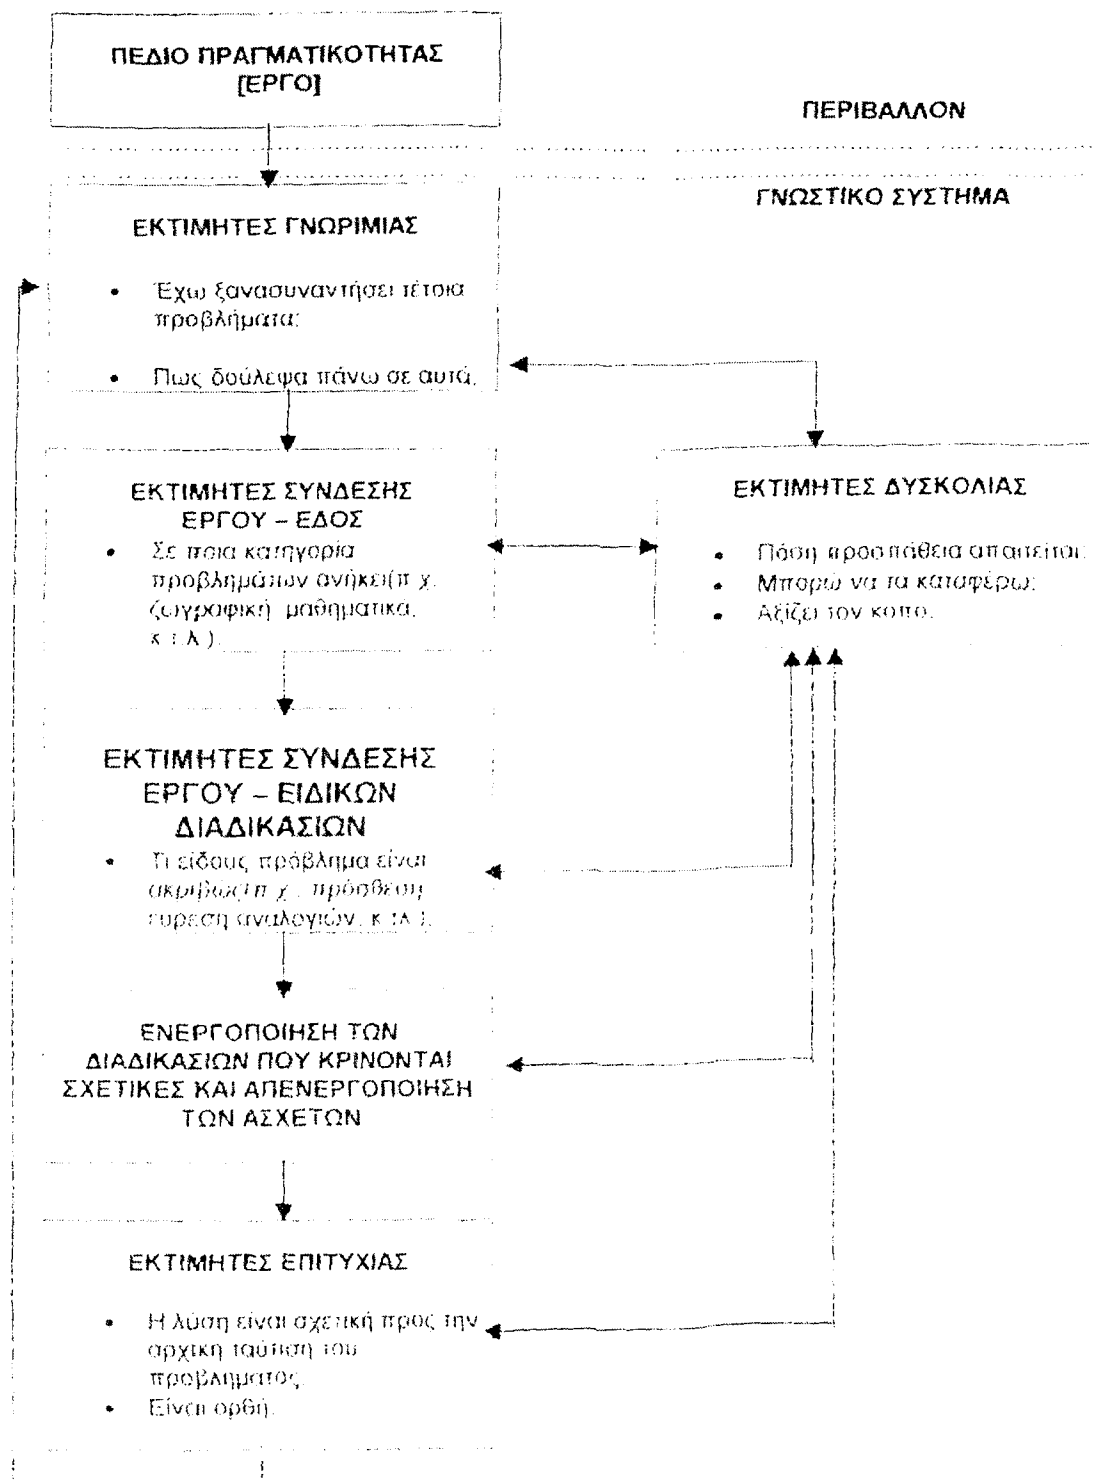 ΠΕΔΙΟ ΠΡΑΓΜΑΤΙΚΟΤΗΤΑΣ
[ΕΡΓΟ]
ΠΕΡΙΒΑΛΛΟΝ
ΓΝΩΣΤΙΚΟ ΣΥΣΤΗΜΑ
ΕΚΤΙΜΗΤΕΣ ΓΝΩΡΙΜΙΑΣ
• Έχω ξανασυναντήσει τέτοια
προβλήματα;
• Πως δούλεψα πάνω σε αυτά;
ΕΚΤΙΜΗΤΕΣ ΣΥΝΔΕΣΗΣ
ΕΡΓΟΥ – ΕΔΟΣ
• Σε ποια κατηγορία
προβλημάτων ανήκει(π.χ.
ζωγραφική, μαθηματικά,
κ.τ.λ.);
ΕΚΤΙΜΗΤΕΣ ΔΥΣΚΟΛΙΑΣ
• Πόση προσπάθεια απαιτείται;
• Μπορώ να τα καταφέρω;
• Αξίζει τον κόπο;
ΕΚΤΙΜΗΤΕΣ ΣΥΝΔΕΣΗΣ
ΕΡΓΟΥ – ΕΙΔΙΚΩΝ
ΔΙΑΔΙΚΑΣΙΩΝ
• Τι είδους πρόβλημα είναι
ακριβώς(π.χ. πρόσθεση,
εύρεση αναλογιών, κ.τ.λ.);
ΕΝΕΡΓΟΠΟΙΗΣΗ ΤΩΝ
ΔΙΑΔΙΚΑΣΙΩΝ ΠΟΥ ΚΡΙΝΟΝΤΑΙ
ΣΧΕΤΙΚΕΣ ΚΑΙ ΑΠΕΝΕΡΓΟΠΟΙΗΣΗ
ΤΩΝ ΑΣΧΕΤΩΝ
ΕΚΤΙΜΗΤΕΣ ΕΠΙΤΥΧΙΑΣ
• Η λύση είναι σχετική προς την
αρχική ταύτιση του
προβλήματος;
• Είναι ορθή;